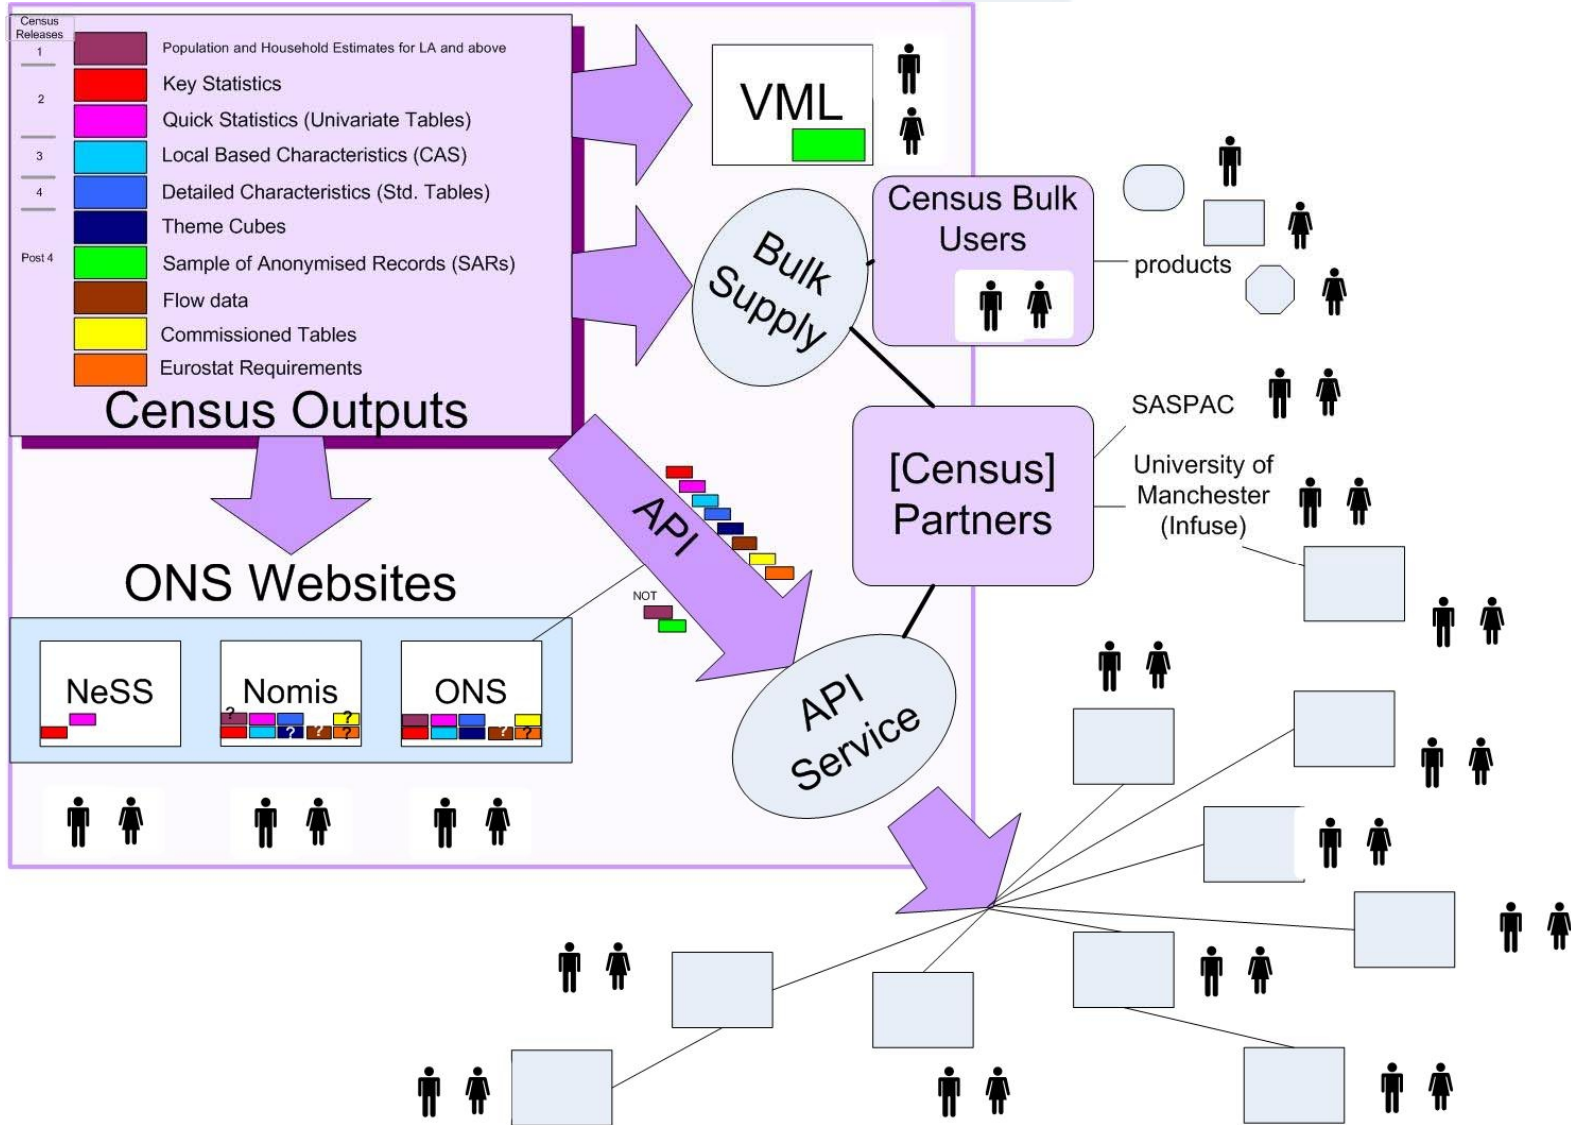 Census
Releases
1
Population and Household Estimates for LA and above
Key Statistics
2
Quick Statistics (Univariate Tables)
3
Local Based Characteristics (CAS)
4
Detailed Characteristics (Std. Tables)
Theme Cubes
Post 4
Sample of Anonymised Records (SARs)
Flow data
Commissioned Tables
Eurostat Requirements
Census Outputs
VML
Bulk
Supply
Census Bulk
Users
products
SASPAC
[Census]
Partners
University of
Manchester
(Infuse)
API
NOT
ONS Websites
NeSS
Nomis
? ?
? ? ?
ONS
? ?
API
Service